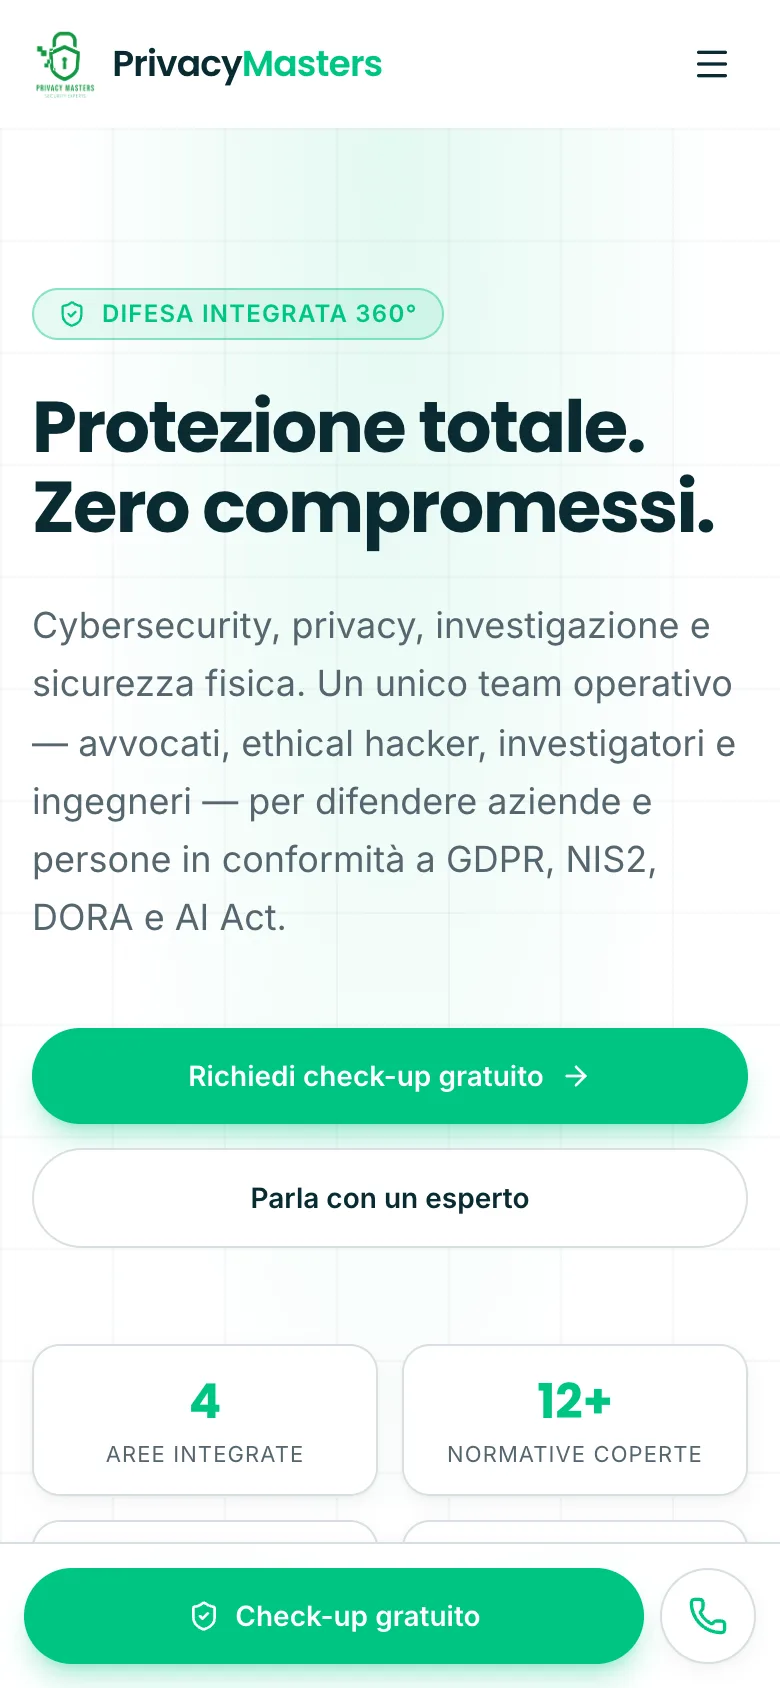 PRIVACY MASTERS
SECURITY EXPERTS
PrivacyMasters
DIFESA INTEGRATA 360°
Protezione totale.
Zero compromessi.
Cybersecurity, privacy, investigazione e
sicurezza fisica. Un unico team operativo
— avvocati, ethical hacker, investigatori e
ingegneri — per difendere aziende e
persone in conformità a GDPR, NIS2,
DORA e AI Act.
Richiedi check-up gratuito →
Parla con un esperto
4
AREE INTEGRATE
12+
NORMATIVE COPERTE
Check-up gratuito